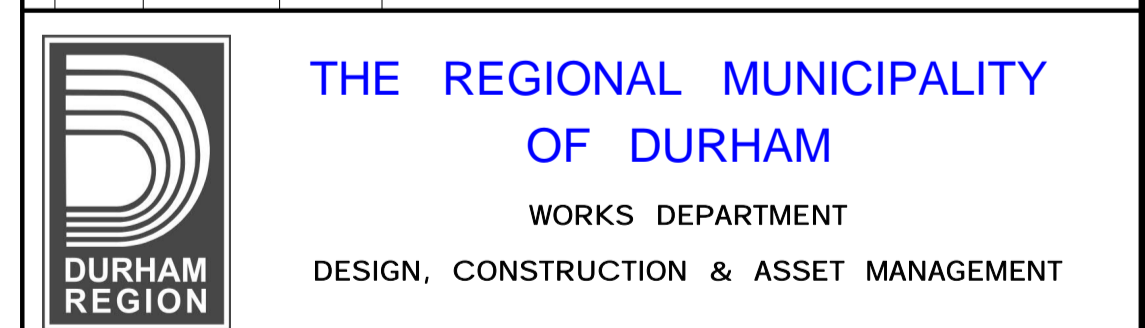 THE REGIONAL MUNICIPALITY
OF DURHAM
WORKS DEPARTMENT
DESIGN, CONSTRUCTION & ASSET MANAGEMENT
DURHAM
REGION